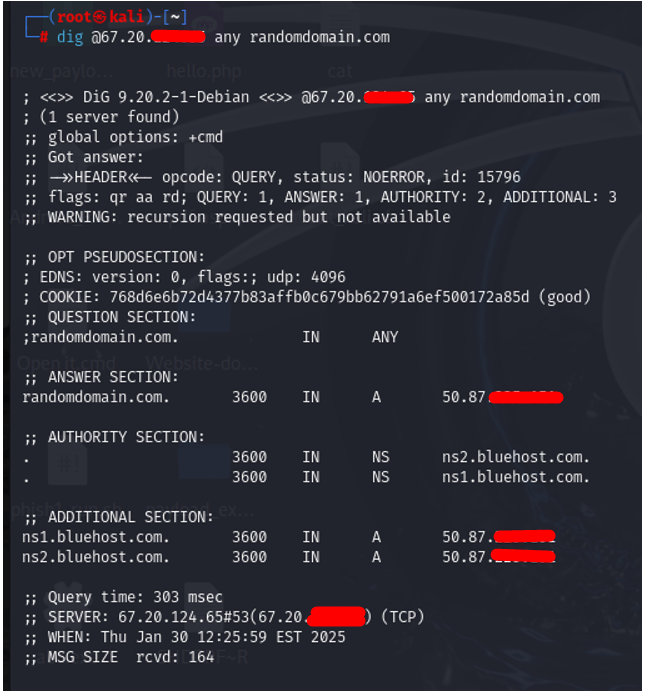 (root㉿kali)-[~]
# dig @67.20. any randomdomain.com
new_paylo... hello.php cat
; <<>> DiG 9.20.2-1-Debian <<>> @67.20. 5 any randomdomain.com
; (1 server found)
;; global options: +cmd
;; Got answer:
;; ->>HEADER<<- opcode: QUERY, status: NOERROR, id: 15796
;; flags: qr aa rd; QUERY: 1, ANSWER: 1, AUTHORITY: 2, ADDITIONAL: 3
;; WARNING: recursion requested but not available
;; OPT PSEUDOSECTION:
; EDNS: version: 0, flags:; udp: 4096
; COOKIE: 768d6e6b72d4377b83affb0c679bb62791a6ef500172a85d (good)
;; QUESTION SECTION:
;randomdomain.com. IN ANY
Website-do...
;; ANSWER SECTION:
randomdomain.com. 3600 IN A 50.87.
;; AUTHORITY SECTION:
. 3600 IN NS ns2.bluehost.com.
. 3600 IN NS ns1.bluehost.com.
;; ADDITIONAL SECTION:
ns1.bluehost.com. 3600 IN A 50.87.
ns2.bluehost.com. 3600 IN A 50.87.
;; Query time: 303 msec
;; SERVER: 67.20.124.65#53(67.20. ) (TCP)
;; WHEN: Thu Jan 30 12:25:59 EST 2025
;; MSG SIZE rcvd: 164